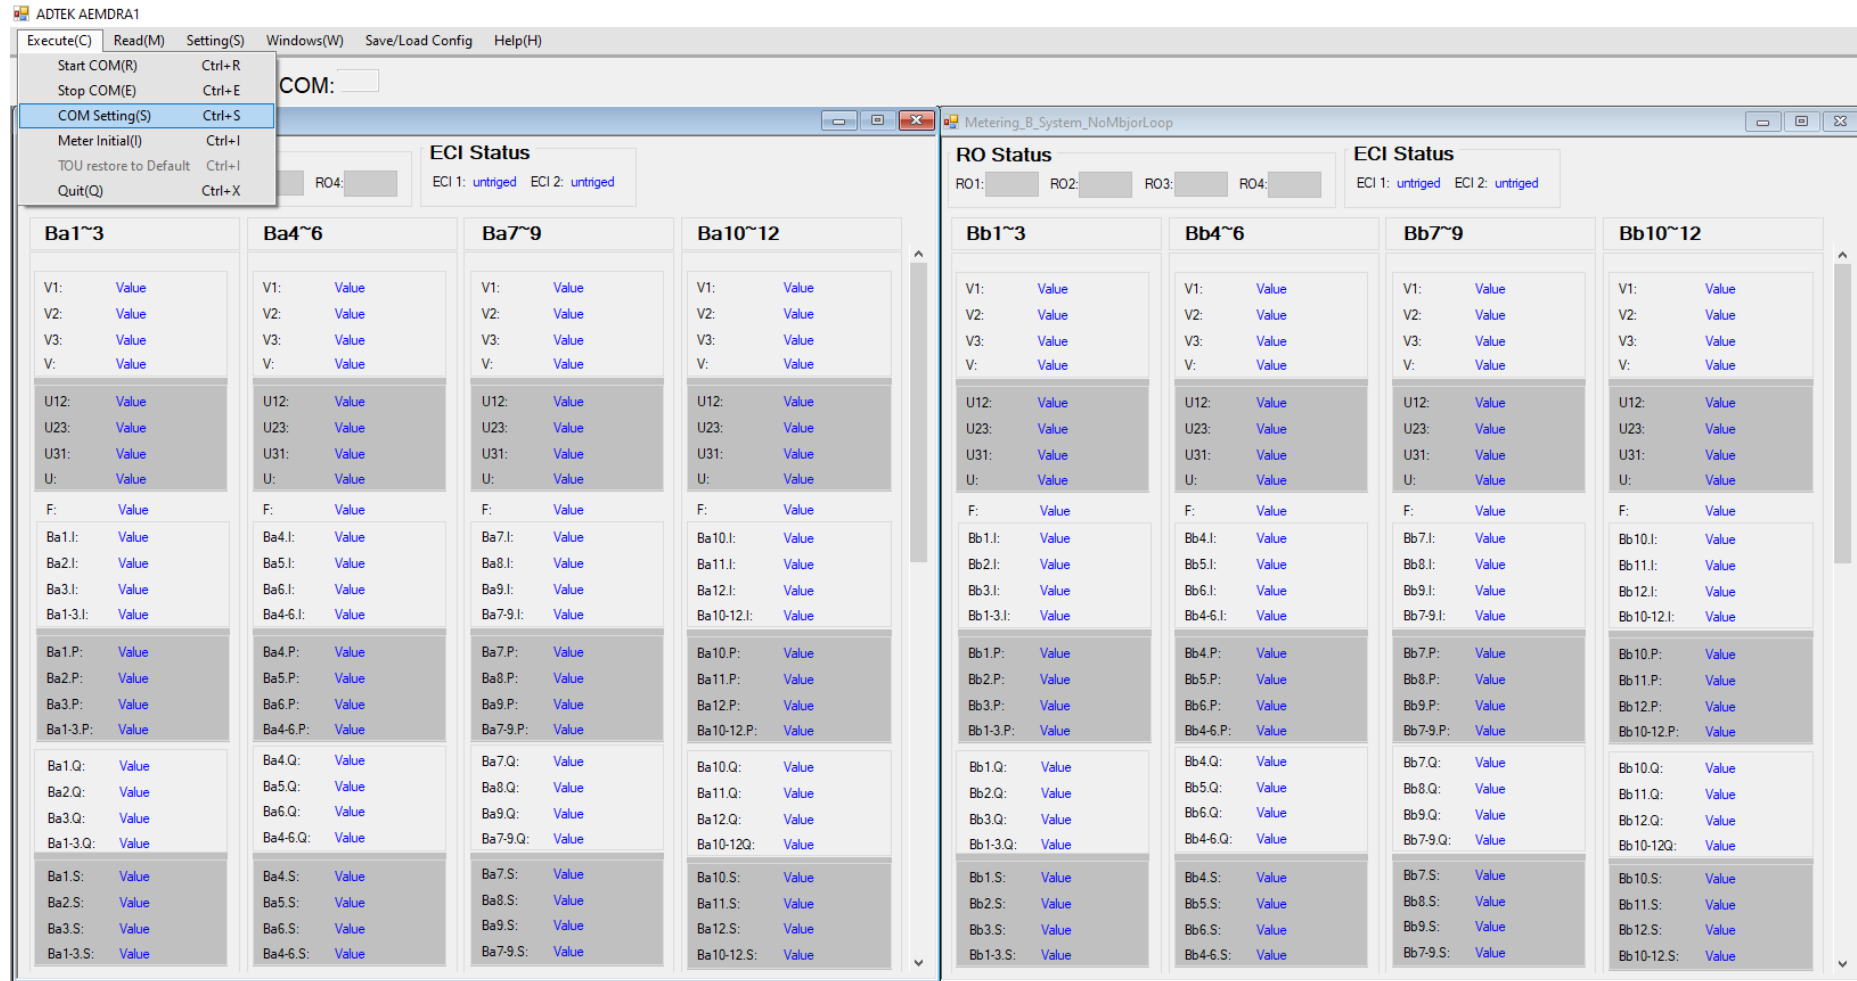 ADTEK AEMDRA1
Execute(C) Read(M) Setting(S) Windows(W) Save/Load Config Help(H)
Start COM(R) Ctrl+R
Stop COM(E) Ctrl+E
COM Setting(S) Ctrl+S
Meter Initial(I) Ctrl+I
TOU restore to Default Ctrl+I
Quit(Q) Ctrl+X
COM:
RO4:
ECI Status
ECI 1: untriged ECI 2: untriged
Ba1~3 Ba4~6 Ba7~9 Ba10~12
V1: Value V1: Value V1: Value V1: Value
V2: Value V2: Value V2: Value V2: Value
V3: Value V3: Value V3: Value V3: Value
V: Value V: Value V: Value V: Value
U12: Value U12: Value U12: Value U12: Value
U23: Value U23: Value U23: Value U23: Value
U31: Value U31: Value U31: Value U31: Value
U: Value U: Value U: Value U: Value
F: Value F: Value F: Value F: Value
Ba1.I: Value Ba4.I: Value Ba7.I: Value Ba10.I: Value
Ba2.I: Value Ba5.I: Value Ba8.I: Value Ba11.I: Value
Ba3.I: Value Ba6.I: Value Ba9.I: Value Ba12.I: Value
Ba1-3.I: Value Ba4-6.I: Value Ba7-9.I: Value Ba10-12.I: Value
Ba1.P: Value Ba4.P: Value Ba7.P: Value Ba10.P: Value
Ba2.P: Value Ba5.P: Value Ba8.P: Value Ba11.P: Value
Ba3.P: Value Ba6.P: Value Ba9.P: Value Ba12.P: Value
Ba1-3.P: Value Ba4-6.P: Value Ba7-9.P: Value Ba10-12.P: Value
Ba1.Q: Value Ba4.Q: Value Ba7.Q: Value Ba10.Q: Value
Ba2.Q: Value Ba5.Q: Value Ba8.Q: Value Ba11.Q: Value
Ba3.Q: Value Ba6.Q: Value Ba9.Q: Value Ba12.Q: Value
Ba1-3.Q: Value Ba4-6.Q: Value Ba7-9.Q: Value Ba10-12Q: Value
Ba1.S: Value Ba4.S: Value Ba7.S: Value Ba10.S: Value
Ba2.S: Value Ba5.S: Value Ba8.S: Value Ba11.S: Value
Ba3.S: Value Ba6.S: Value Ba9.S: Value Ba12.S: Value
Ba1-3.S: Value Ba4-6.S: Value Ba7-9.S: Value Ba10-12.S: Value
Metering_B_System_NoMbjorLoop
RO Status ECI Status
RO1: RO2: RO3: RO4: ECI 1: untriged ECI 2: untriged
Bb1~3 Bb4~6 Bb7~9 Bb10~12
V1: Value V1: Value V1: Value V1: Value
V2: Value V2: Value V2: Value V2: Value
V3: Value V3: Value V3: Value V3: Value
V: Value V: Value V: Value V: Value
U12: Value U12: Value U12: Value U12: Value
U23: Value U23: Value U23: Value U23: Value
U31: Value U31: Value U31: Value U31: Value
U: Value U: Value U: Value U: Value
F: Value F: Value F: Value F: Value
Bb1.I: Value Bb4.I: Value Bb7.I: Value Bb10.I: Value
Bb2.I: Value Bb5.I: Value Bb8.I: Value Bb11.I: Value
Bb3.I: Value Bb6.I: Value Bb9.I: Value Bb12.I: Value
Bb1-3.I: Value Bb4-6.I: Value Bb7-9.I: Value Bb10-12.I: Value
Bb1.P: Value Bb4.P: Value Bb7.P: Value Bb10.P: Value
Bb2.P: Value Bb5.P: Value Bb8.P: Value Bb11.P: Value
Bb3.P: Value Bb6.P: Value Bb9.P: Value Bb12.P: Value
Bb1-3.P: Value Bb4-6.P: Value Bb7-9.P: Value Bb10-12.P: Value
Bb1.Q: Value Bb4.Q: Value Bb7.Q: Value Bb10.Q: Value
Bb2.Q: Value Bb5.Q: Value Bb8.Q: Value Bb11.Q: Value
Bb3.Q: Value Bb6.Q: Value Bb9.Q: Value Bb12.Q: Value
Bb1-3.Q: Value Bb4-6.Q: Value Bb7-9.Q: Value Bb10-12Q: Value
Bb1.S: Value Bb4.S: Value Bb7.S: Value Bb10.S: Value
Bb2.S: Value Bb5.S: Value Bb8.S: Value Bb11.S: Value
Bb3.S: Value Bb6.S: Value Bb9.S: Value Bb12.S: Value
Bb1-3.S: Value Bb4-6.S: Value Bb7-9.S: Value Bb10-12.S: Value